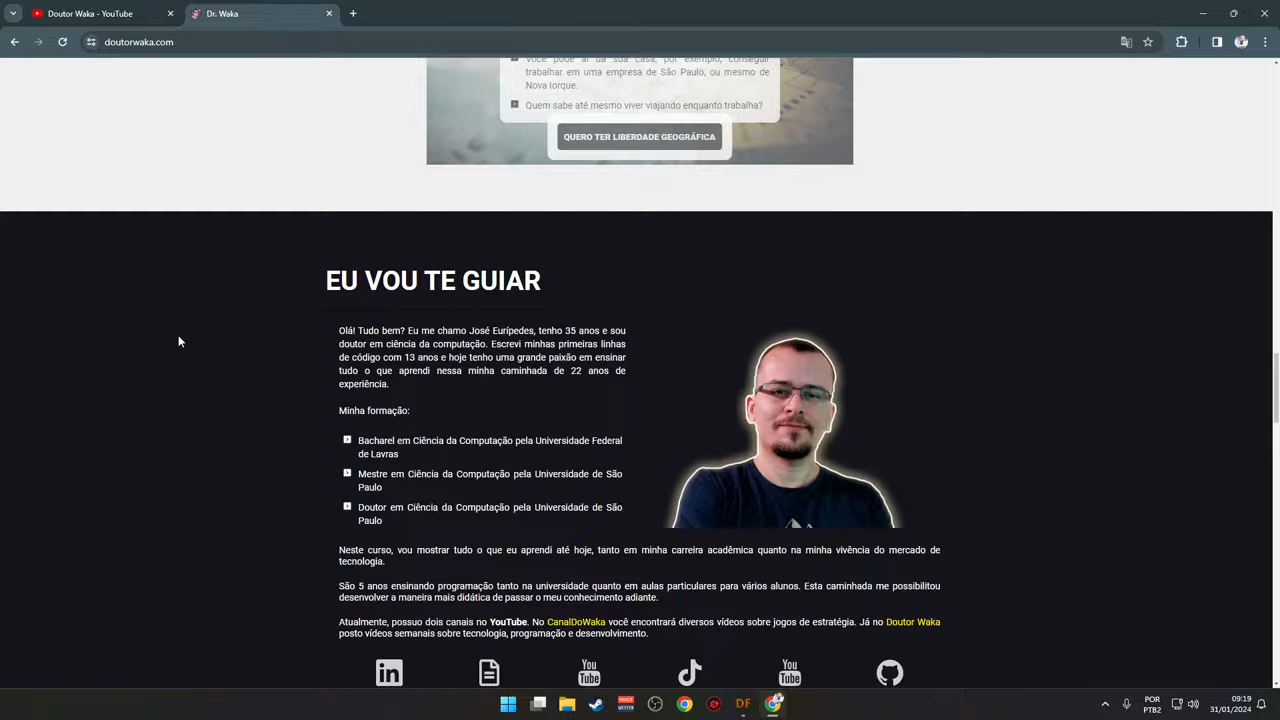 Doutor Waka - YouTube
Dr. Waka
doutorwaka.com
Você pode aí da sua casa, por exemplo, conseguir
trabalhar em uma empresa de São Paulo, ou mesmo de
Nova Iorque.
Quem sabe até mesmo viver viajando enquanto trabalha?
QUERO TER LIBERDADE GEOGRÁFICA
EU VOU TE GUIAR
Olá! Tudo bem? Eu me chamo José Eurípedes, tenho 35 anos e sou
doutor em ciência da computação. Escrevi minhas primeiras linhas
de código com 13 anos e hoje tenho uma grande paixão em ensinar
tudo o que aprendi nessa minha caminhada de 22 anos de
experiência.
Minha formação:
Bacharel em Ciência da Computação pela Universidade Federal
de Lavras
Mestre em Ciência da Computação pela Universidade de São
Paulo
Doutor em Ciência da Computação pela Universidade de São
Paulo
Neste curso, vou mostrar tudo o que eu aprendi até hoje, tanto em minha carreira acadêmica quanto na minha vivência do mercado de
tecnologia.
São 5 anos ensinando programação tanto na universidade quanto em aulas particulares para vários alunos. Esta caminhada me possibilitou
desenvolver a maneira mais didática de passar o meu conhecimento adiante.
Atualmente, possuo dois canais no YouTube. No CanalDoWaka você encontrará diversos vídeos sobre jogos de estratégia. Já no Doutor Waka
posto vídeos semanais sobre tecnologia, programação e desenvolvimento.
in
You
Tube
You
Tube
DF
POR
PTB2
09:19
31/01/2024